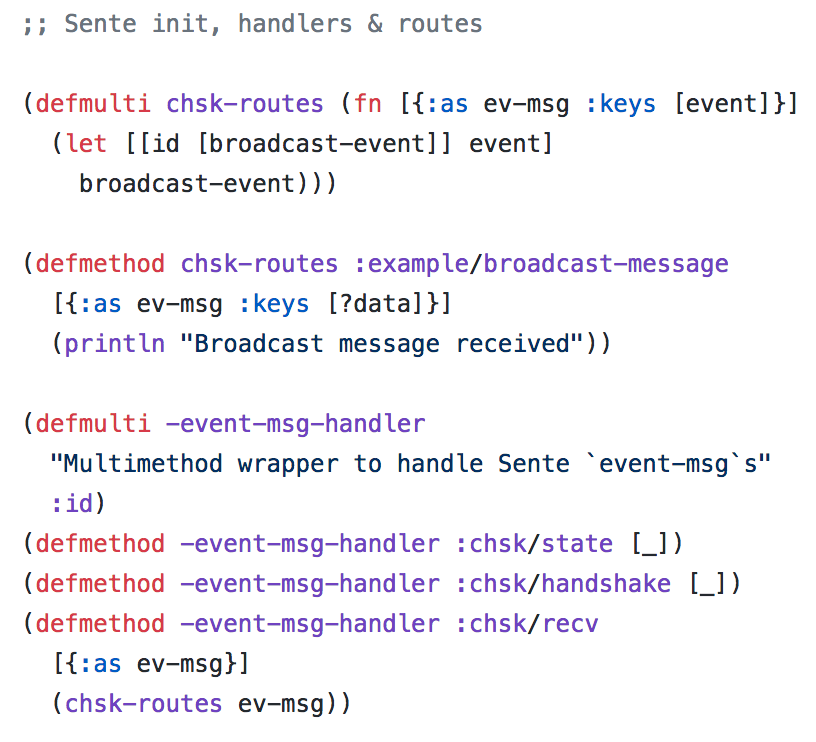 ;; Sente init, handlers & routes

(defmulti chsk-routes (fn [{:as ev-msg :keys [event]}]
  (let [[id [broadcast-event]] event]
    broadcast-event)))

(defmethod chsk-routes :example/broadcast-message
  [{:as ev-msg :keys [?data]}]
  (println "Broadcast message received"))

(defmulti -event-msg-handler
  "Multimethod wrapper to handle Sente `event-msg`s"
  :id)
(defmethod -event-msg-handler :chsk/state [_])
(defmethod -event-msg-handler :chsk/handshake [_])
(defmethod -event-msg-handler :chsk/recv
  [{:as ev-msg}]
  (chsk-routes ev-msg))